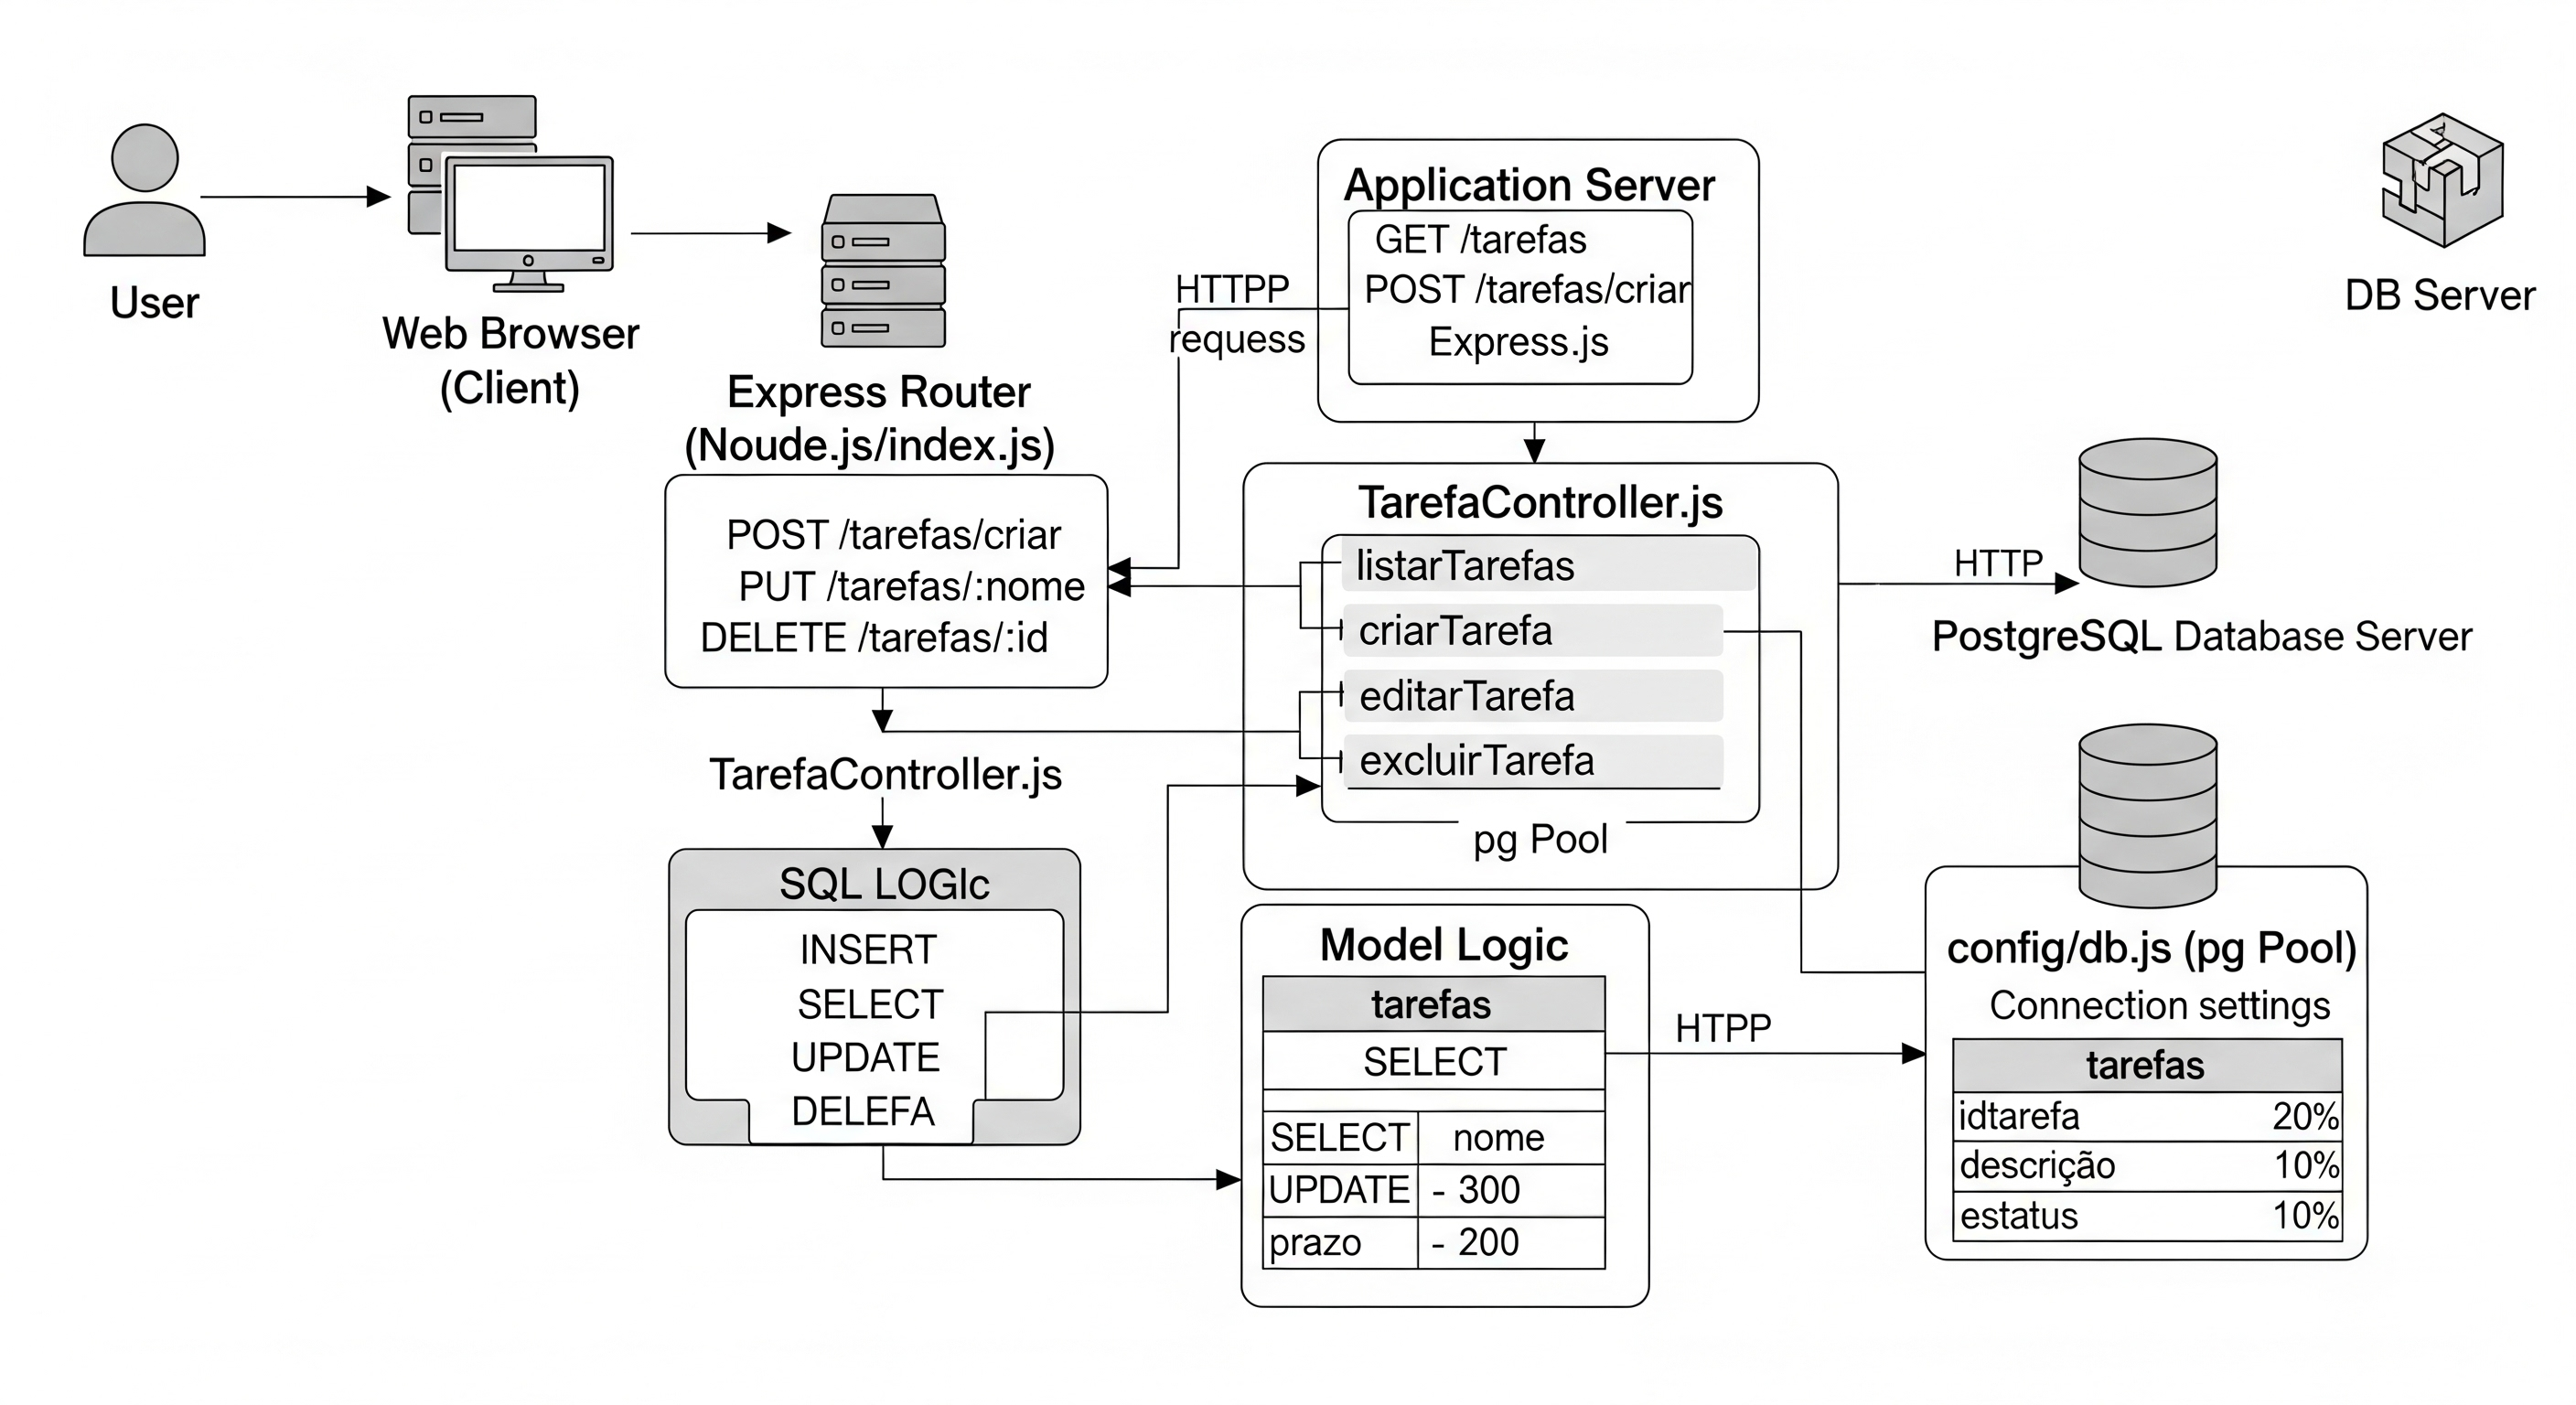 User
Web Browser
(Client)
Express Router
(Noude.js/index.js)
POST /tarefas/criar
PUT /tarefas/:nome
DELETE /tarefas/:id
TarefaController.js
SQL LOGIc
INSERT
SELECT
UPDATE
DELEFA
HTTPP
requess
Application Server
GET /tarefas
POST /tarefas/criar
Express.js
TarefaController.js
listarTarefas
criarTarefa
editarTarefa
excluirTarefa
pg Pool
Model Logic
tarefas
SELECT
SELECT nome
UPDATE - 300
prazo - 200
HTTP
HTPP
DB Server
PostgreSQL Database Server
config/db.js (pg Pool)
Connection settings
tarefas
idtarefa 20%
descrição 10%
estatus 10%